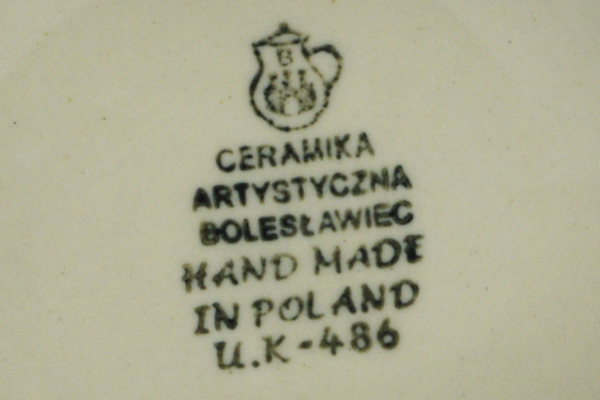 B
CERAMIKA
ARTYSTYCZNA
BOLESŁAWIEC
HAND MADE
IN POLAND
U.K-486